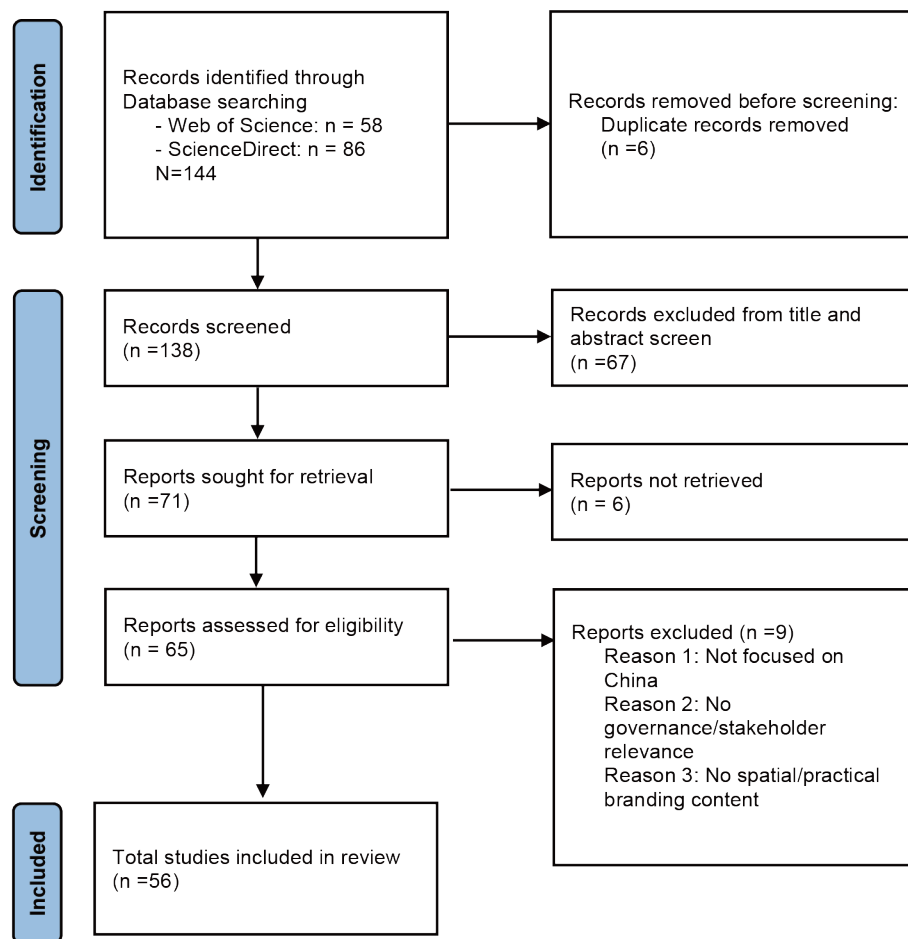 Identification
Records identified through
Database searching
- Web of Science: n = 58
- ScienceDirect: n = 86
N=144
Records removed before screening:
Duplicate records removed
(n =6)
Screening
Records screened
(n =138)
Records excluded from title and
abstract screen
(n =67)
Reports sought for retrieval
(n =71)
Reports not retrieved
(n = 6)
Reports assessed for eligibility
(n = 65)
Reports excluded (n =9)
Reason 1: Not focused on
China
Reason 2: No
governance/stakeholder
relevance
Reason 3: No spatial/practical
branding content
Included
Total studies included in review
(n =56)